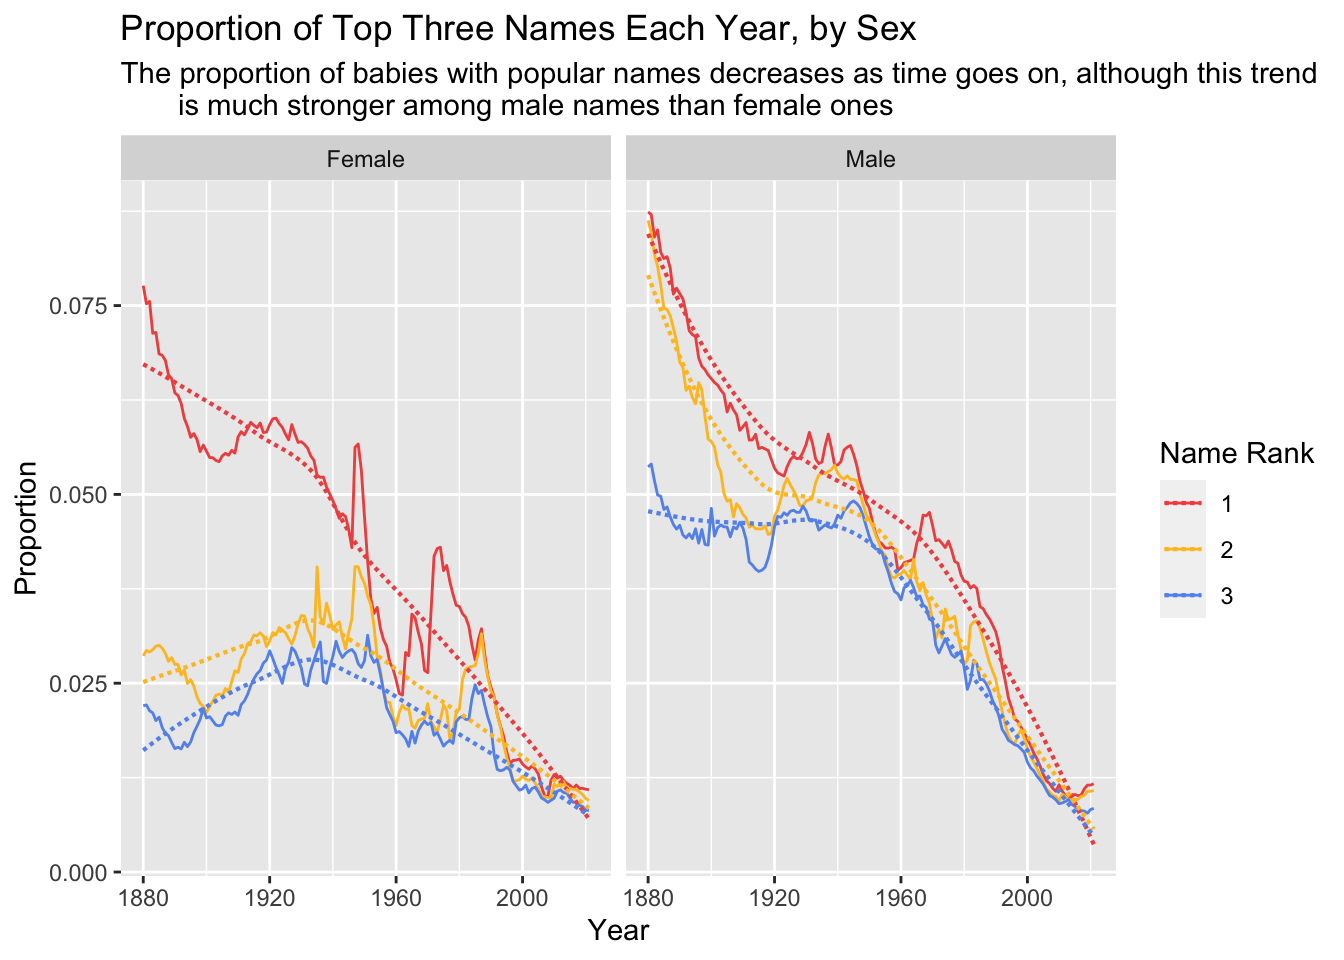 Proportion of Top Three Names Each Year, by Sex
The proportion of babies with popular names decreases as time goes on, although this trend
is much stronger among male names than female ones
Female
Male
0.075
0.050
0.025
0.000
Proportion
1880
1920
1960
2000
1880
1920
1960
2000
Year
Name Rank
1
2
3